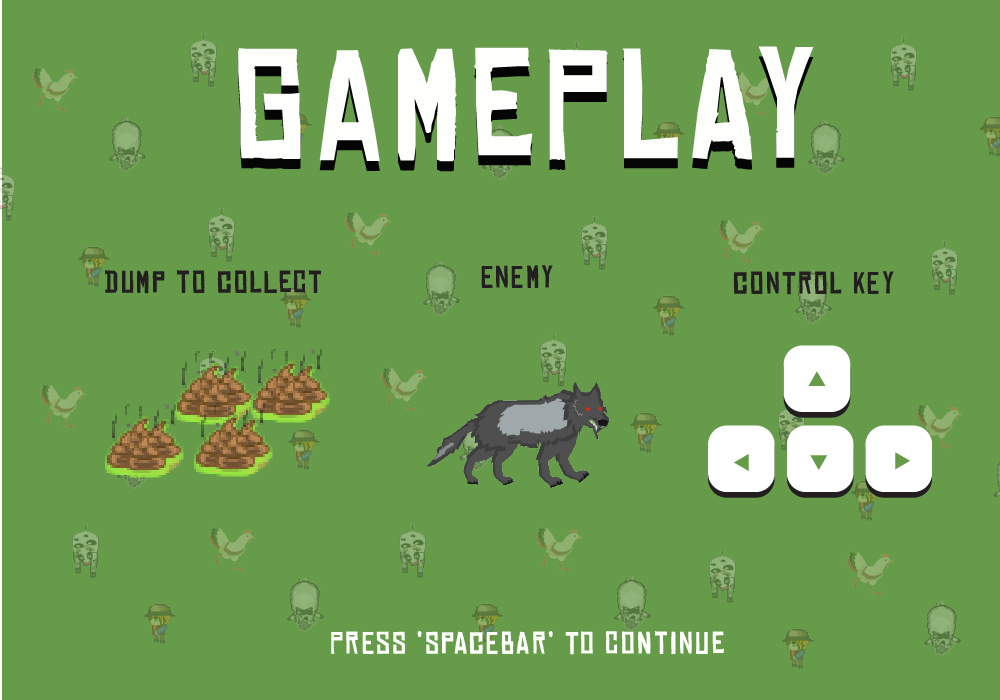 GAMEPLAY
DUMP TO COLLECT
ENEMY
CONTROL KEY
PRESS 'SPACEBAR' TO CONTINUE